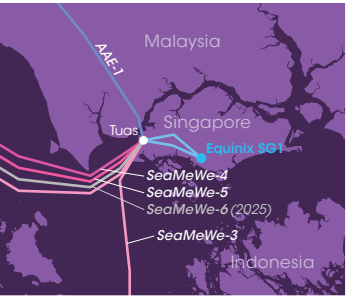 Malaysia
AAE-1
Singapore
Tuas
Equinix SG1
SeaMeWe-4
SeaMeWe-5
SeaMeWe-6 (2025)
SeaMeWe-3
Indonesia